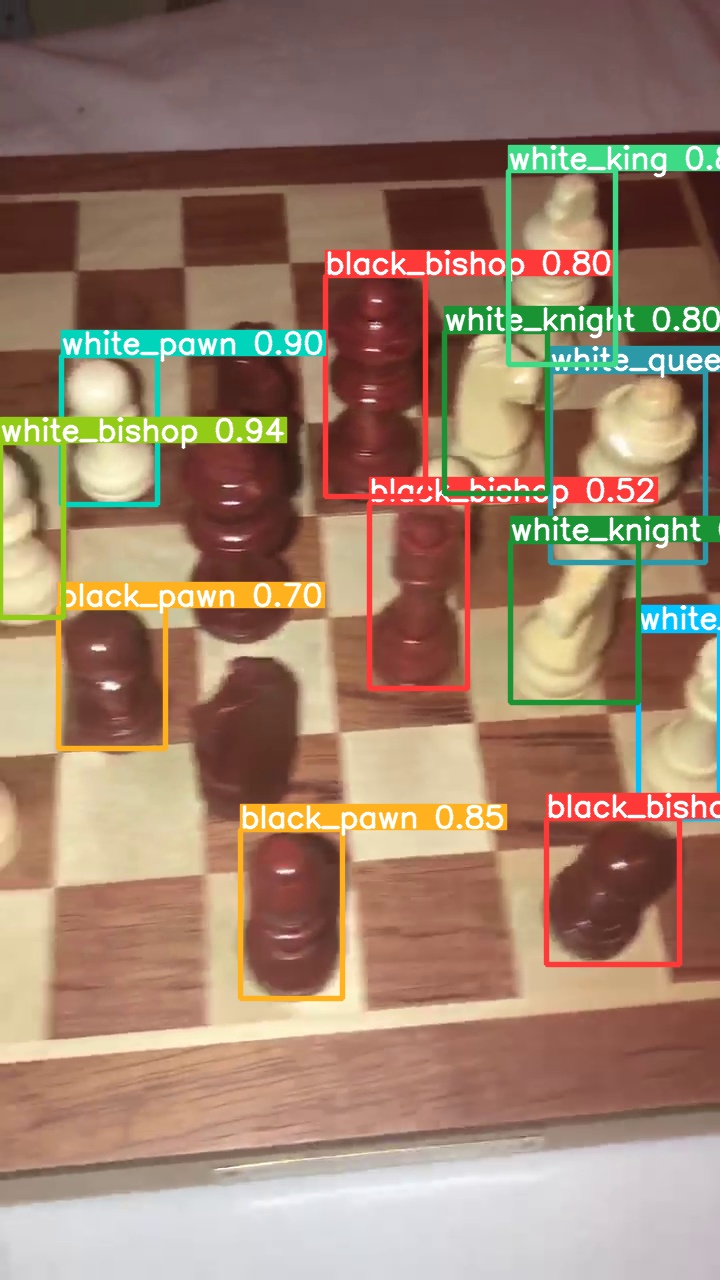 white_king 0.8
black_bishop 0.80
white_knight 0.80
white_pawn 0.90
white_quee
white_bishop 0.94
black_bishop 0.52
white_knight
black_pawn 0.70
white_
black_bisho
black_pawn 0.85